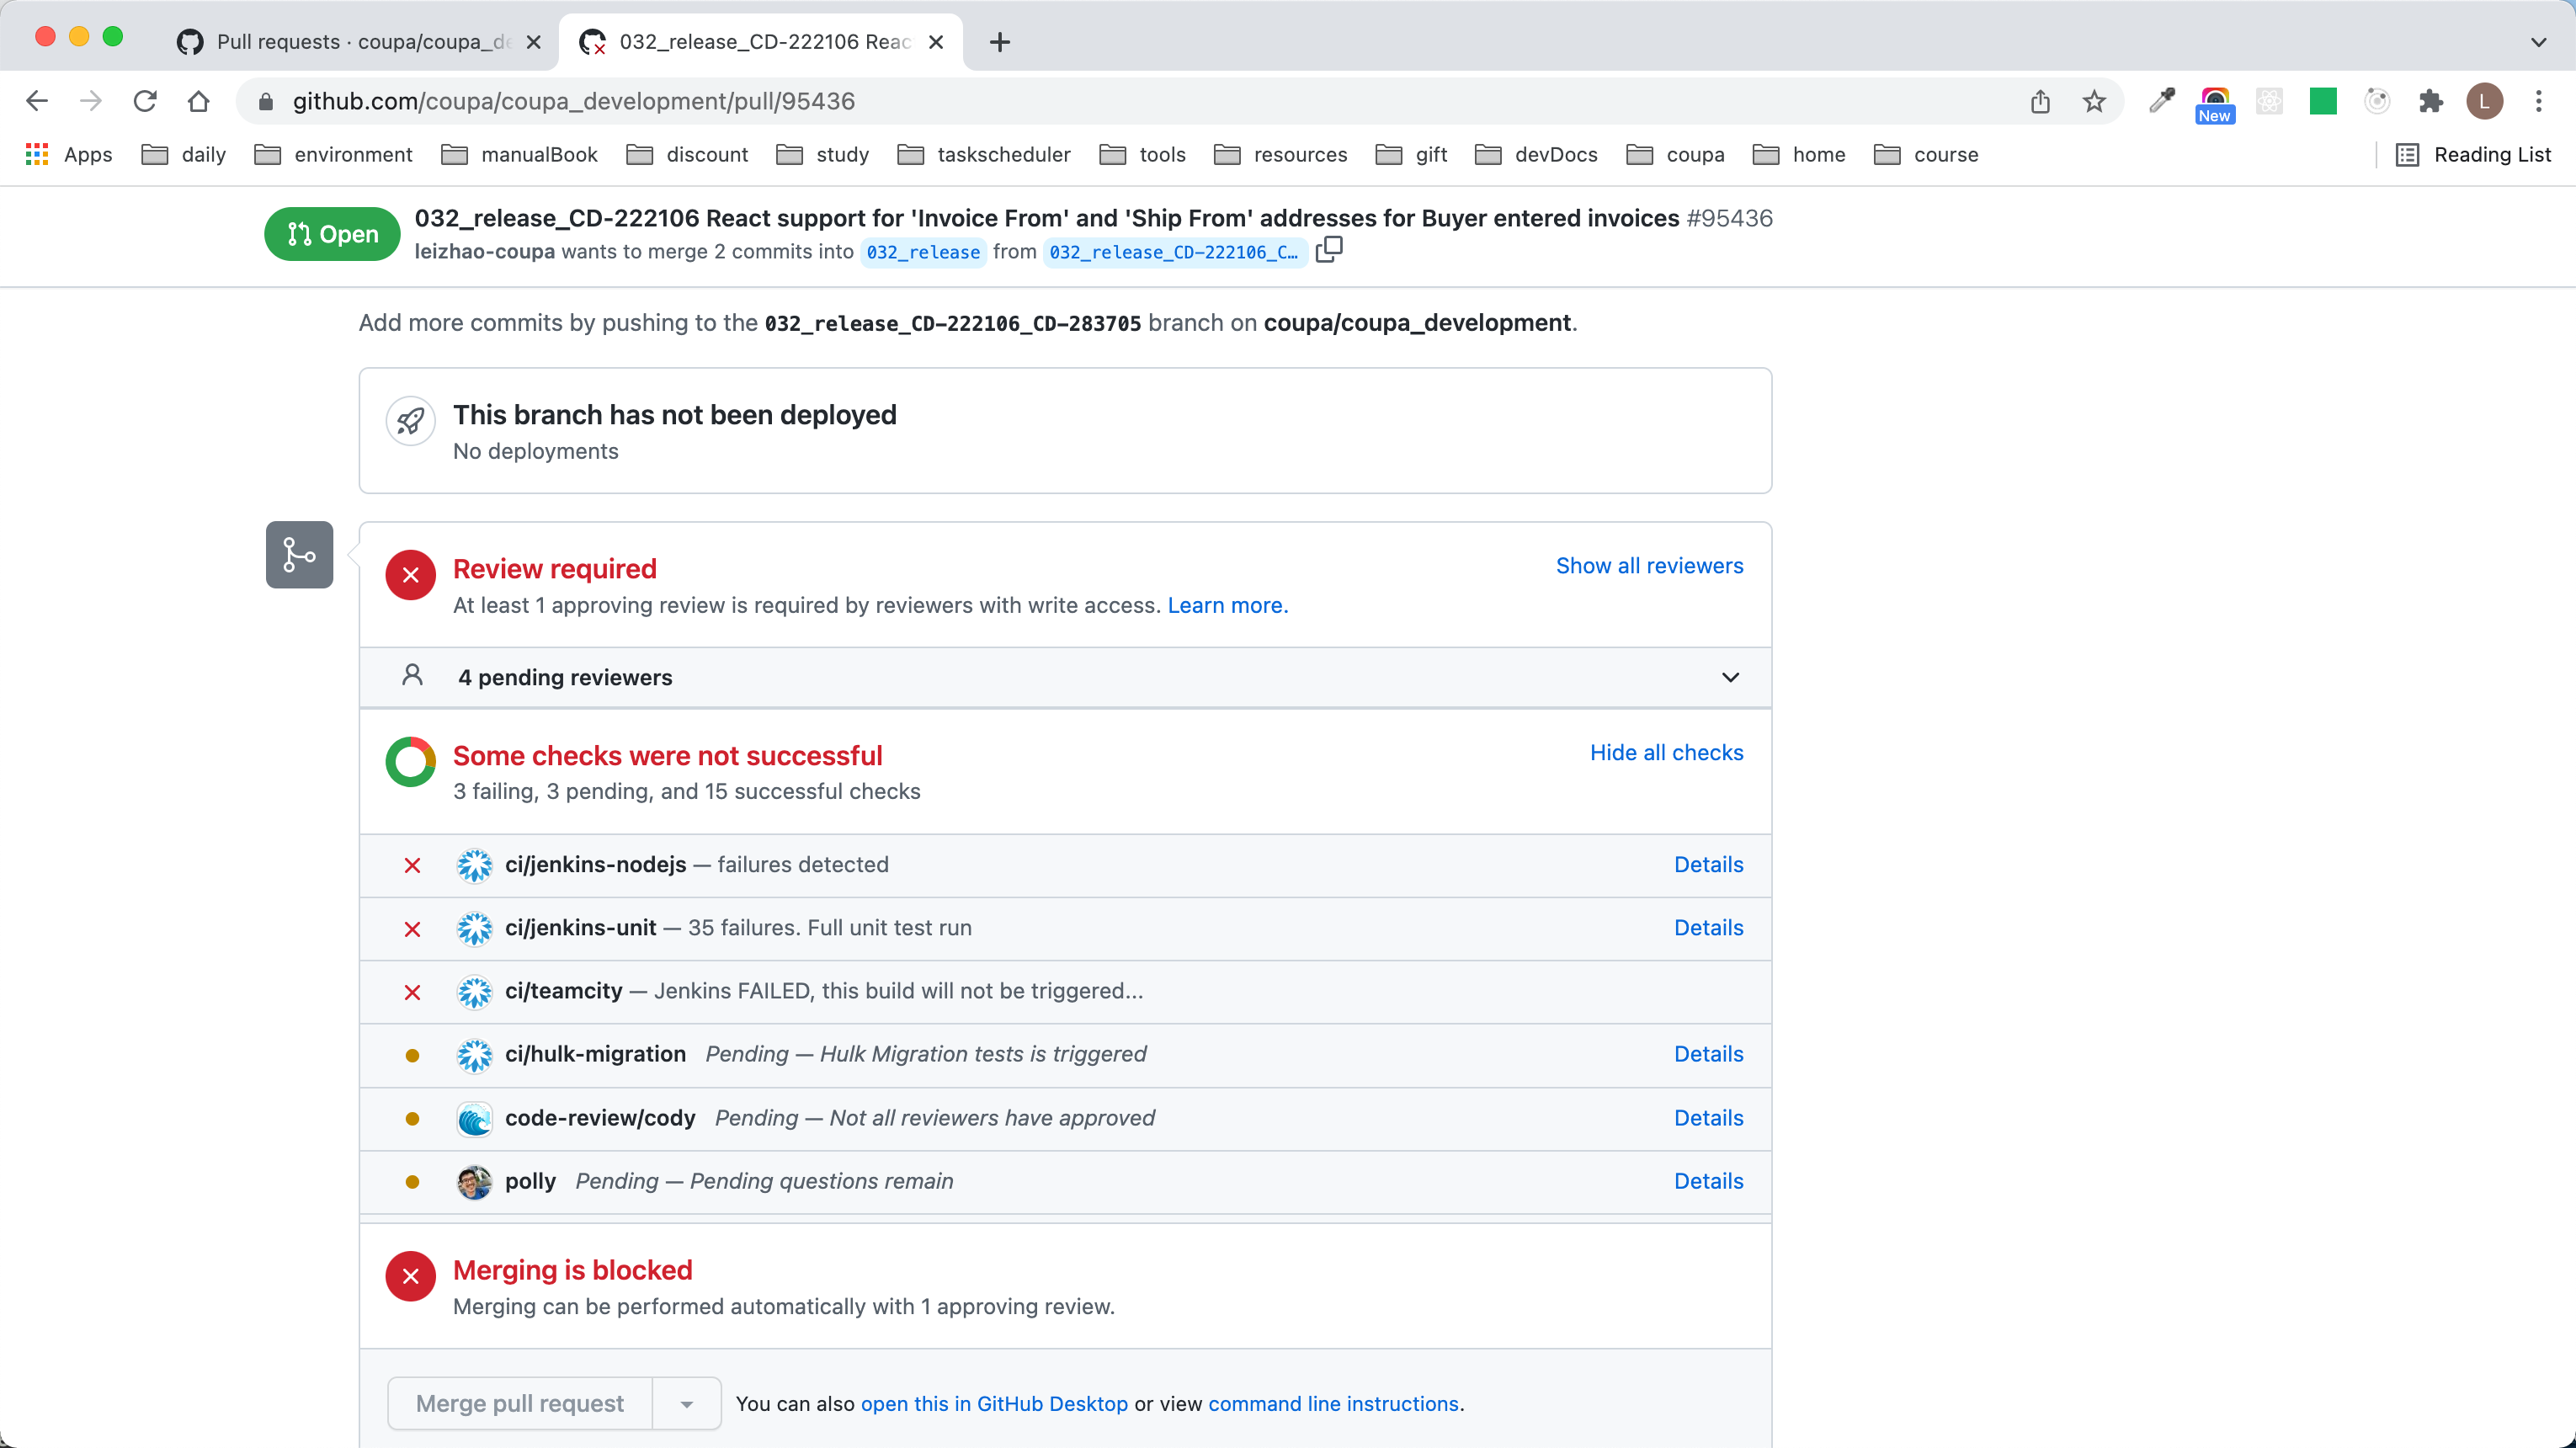 Pull requests · coupa/coupa_de
032_release_CD-222106 Reac
github.com/coupa/coupa_development/pull/95436
New
L
Apps daily environment manualBook discount study taskscheduler tools resources gift devDocs coupa home course Reading List
Open
032_release_CD-222106 React support for 'Invoice From' and 'Ship From' addresses for Buyer entered invoices #95436
leizhao-coupa wants to merge 2 commits into 032_release from 032_release_CD-222106_C…
Add more commits by pushing to the 032_release_CD-222106_CD-283705 branch on coupa/coupa_development.
This branch has not been deployed
No deployments
Review required
Show all reviewers
At least 1 approving review is required by reviewers with write access. Learn more.
4 pending reviewers
Some checks were not successful
Hide all checks
3 failing, 3 pending, and 15 successful checks
ci/jenkins-nodejs — failures detected Details
ci/jenkins-unit — 35 failures. Full unit test run Details
ci/teamcity — Jenkins FAILED, this build will not be triggered...
ci/hulk-migration Pending — Hulk Migration tests is triggered Details
code-review/cody Pending — Not all reviewers have approved Details
polly Pending — Pending questions remain Details
Merging is blocked
Merging can be performed automatically with 1 approving review.
Merge pull request
You can also open this in GitHub Desktop or view command line instructions.